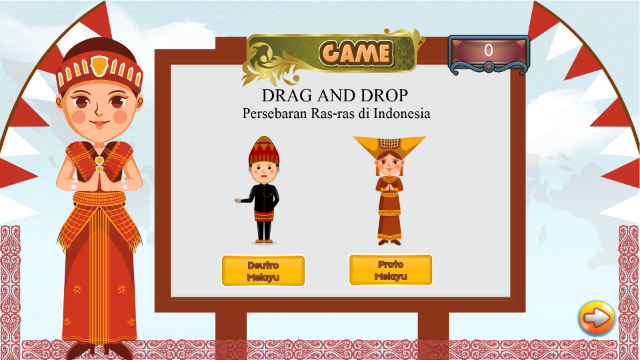 GAME
0
DRAG AND DROP
Persebaran Ras-ras di Indonesia
Deutro
Melayu
Proto
Melayu